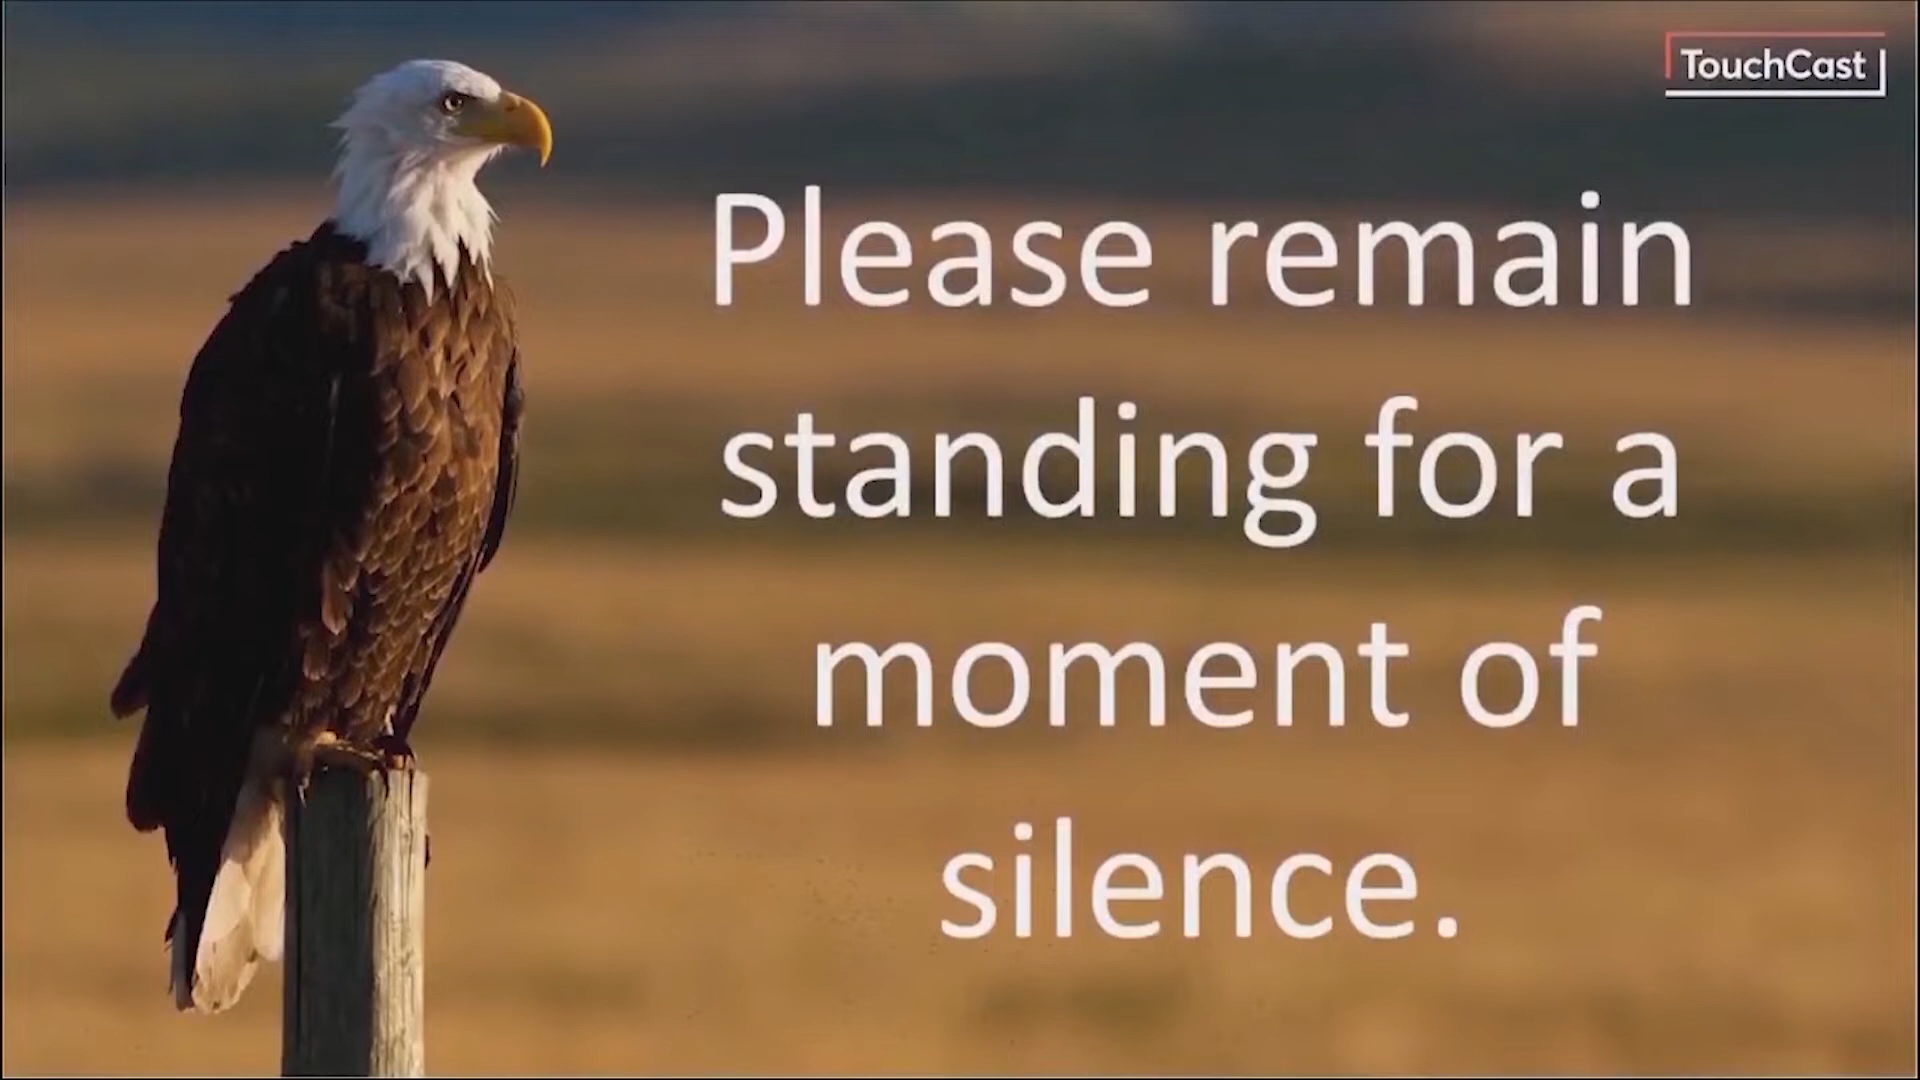 TouchCast
Please remain
standing for a
moment of
silence.